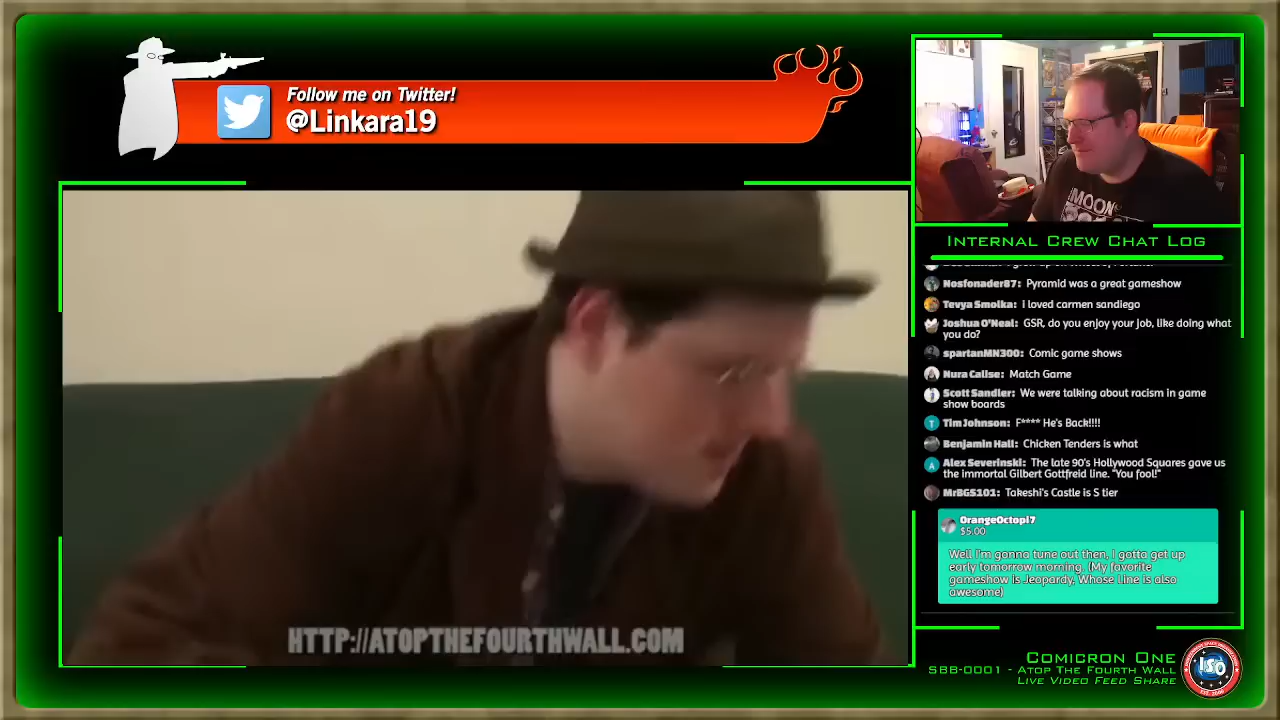 Follow me on Twitter!
@Linkara19
HTTP://ATOPTHEFOURTHWALL.COM
MOON
INTERNAL CREW CHAT LOG
Nosfonader87: Pyramid was a great gameshow
Tevya Smolka: i loved carmen sandiego
Joshua O'Neal: GSR, do you enjoy your job, like doing what
you do?
spartanMN300: Comic game shows
Nura Calise: Match Game
Scott Sandler: We were talking about racism in game
show boards
T
Tim Johnson: F**** He's Back!!!!
Benjamin Hall: Chicken Tenders is what
A
Alex Severinski: The late 90's Hollywood Squares gave us
the immortal Gilbert Gottfreid line. "You fool!"
MrBGS101: Takeshi's Castle is S tier
OrangeOctopi7
$5.00
Well I'm gonna tune out then, I gotta get up
early tomorrow morning. (My favorite
gameshow is Jeopardy. Whose Line is also
awesome)
COMICRON ONE
SBB-0001 - ATOP THE FOURTH WALL
LIVE VIDEO FEED SHARE
ISO